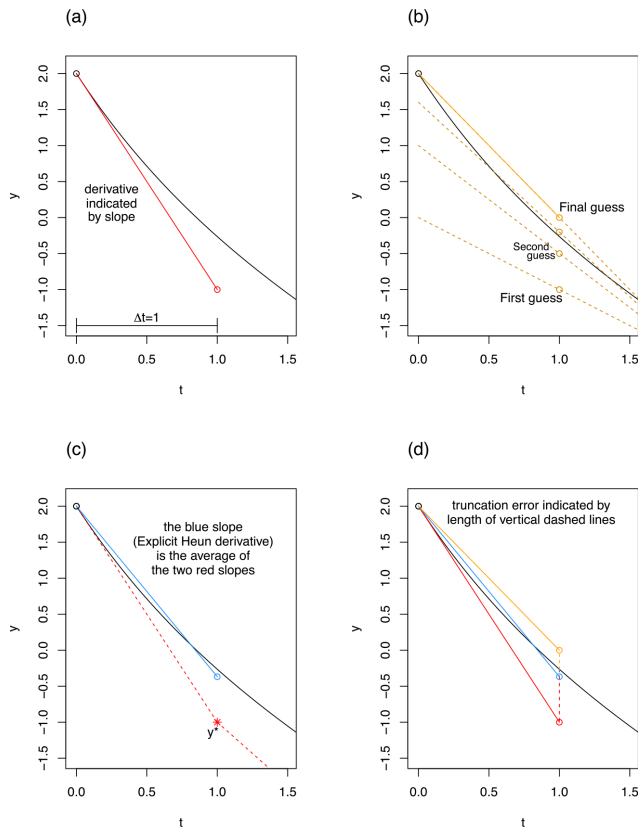 (a)
2.0
1.5
1.0
0.5
0.0
−0.5
−1.0
−1.5
y
derivative
indicated
by slope
Δt=1
0.0 0.5 1.0 1.5
t
(b)
2.0
1.5
1.0
0.5
0.0
−0.5
−1.0
−1.5
y
Final guess
Second
guess
First guess
0.0 0.5 1.0 1.5
t
(c)
2.0
1.5
1.0
0.5
0.0
−0.5
−1.0
−1.5
y
the blue slope
(Explicit Heun derivative)
is the average of
the two red slopes
y*
0.0 0.5 1.0 1.5
t
(d)
2.0
1.5
1.0
0.5
0.0
−0.5
−1.0
−1.5
y
truncation error indicated by
length of vertical dashed lines
0.0 0.5 1.0 1.5
t